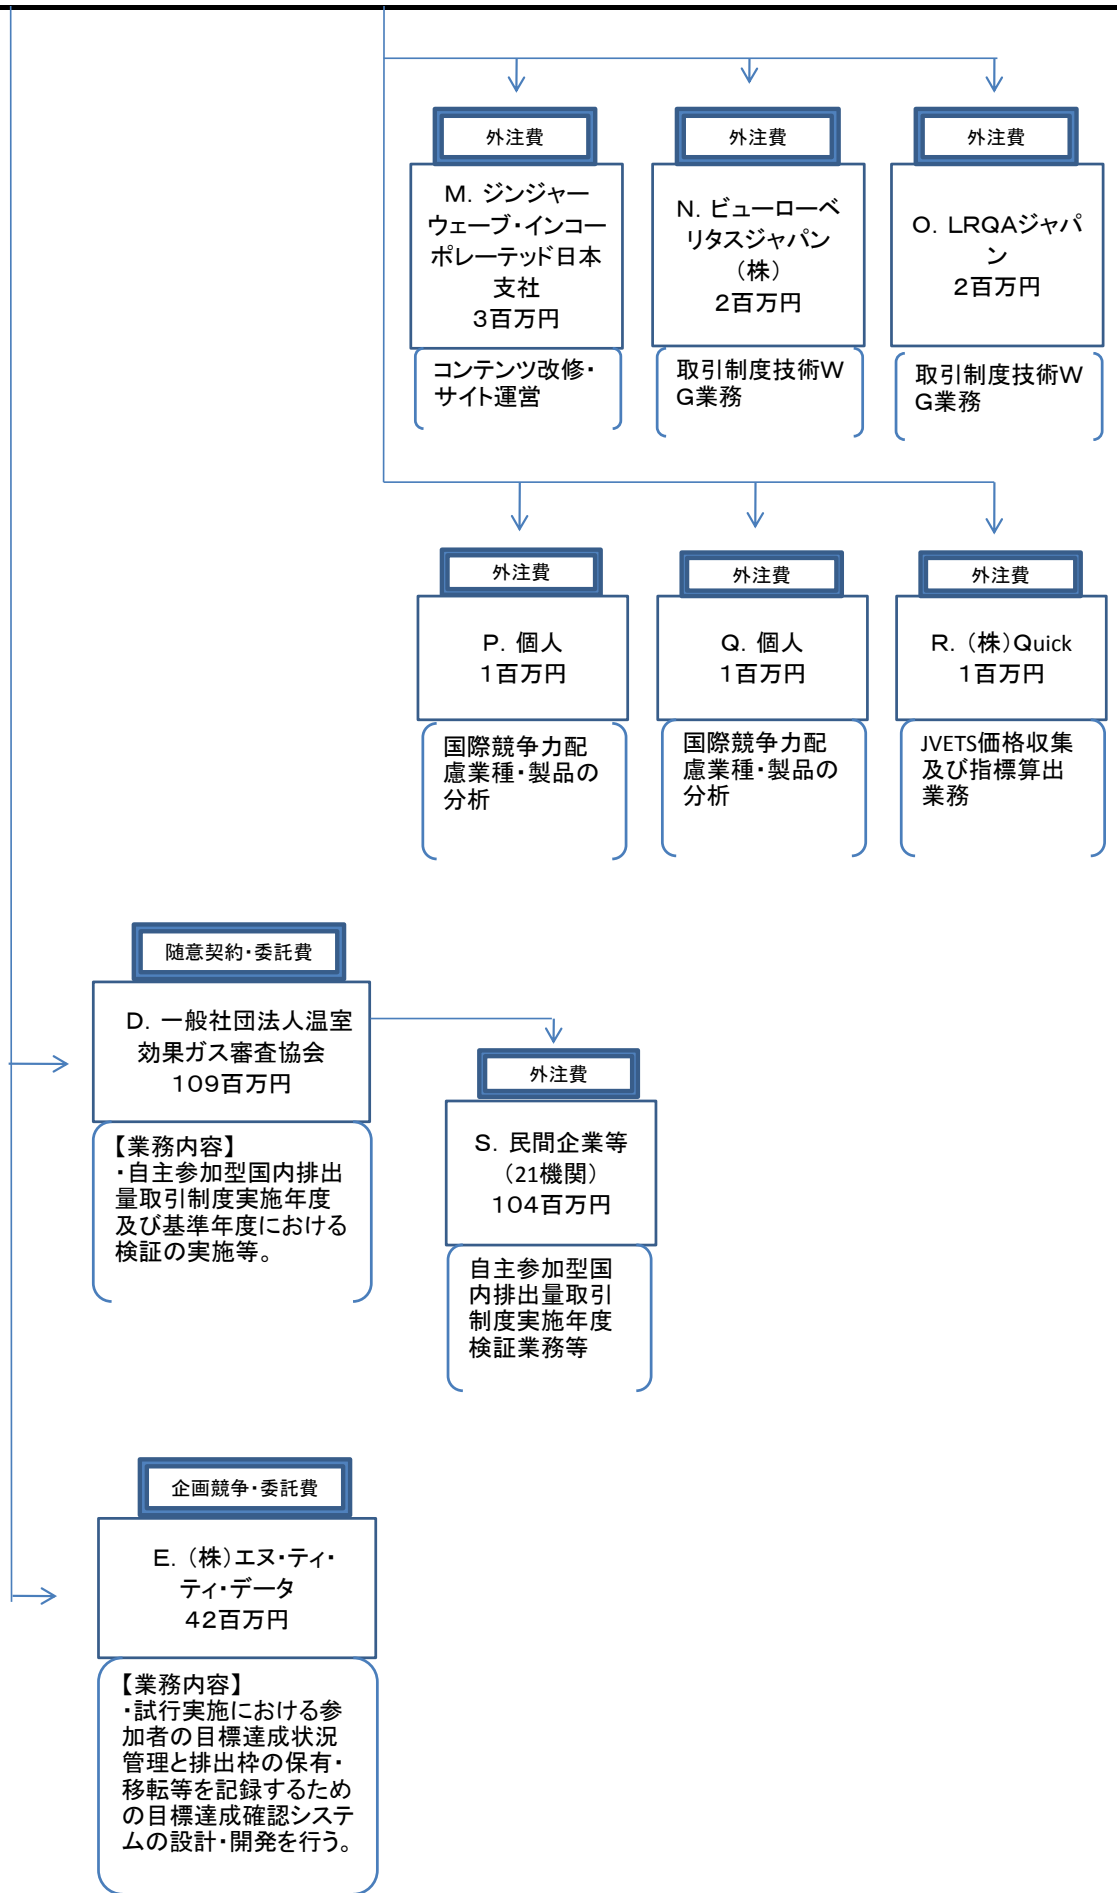 外注費
M．ジンジャー
ウェーブ・インコー
ポレーテッド日本
支社
３百万円
コンテンツ改修・
サイト運営
外注費
N．ビューローベ
リタスジャパン
（株）
２百万円
取引制度技術W
G業務
外注費
O．LRQAジャパ
ン
２百万円
取引制度技術W
G業務
外注費
P．個人
１百万円
国際競争力配
慮業種・製品の
分析
外注費
Q．個人
１百万円
国際競争力配
慮業種・製品の
分析
外注費
R．（株）Quick
１百万円
JVETS価格収集
及び指標算出
業務
随意契約・委託費
D．一般社団法人温室
効果ガス審査協会
１０９百万円
【業務内容】
・自主参加型国内排出
量取引制度実施年度
及び基準年度における
検証の実施等。
外注費
S．民間企業等
（21機関）
１０４百万円
自主参加型国
内排出量取引
制度実施年度
検証業務等
企画競争・委託費
E．（株）エヌ・ティ・
ティ・データ
４２百万円
【業務内容】
・試行実施における参
加者の目標達成状況
管理と排出枠の保有・
移転等を記録するため
の目標達成確認システ
ムの設計・開発を行う。